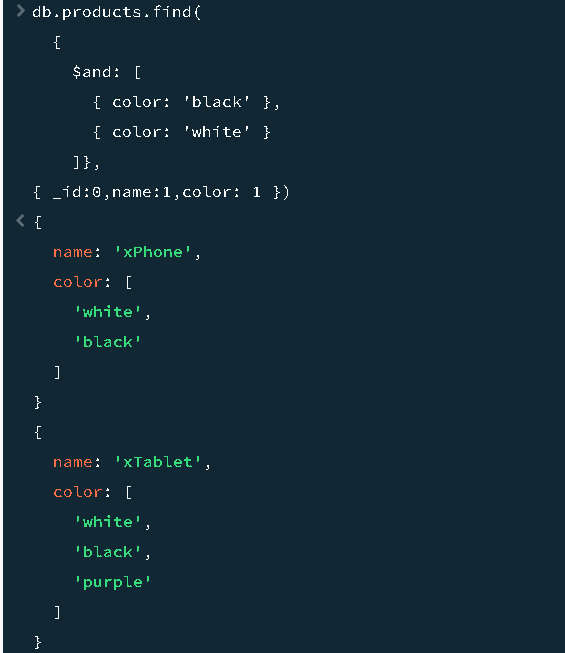 > db.products.find(
{
$and: [
{ color: 'black' },
{ color: 'white' }
]},
{ _id:0,name:1,color: 1 })
< {
name: 'xPhone',
color: [
'white',
'black'
]
}
{
name: 'xTablet',
color: [
'white',
'black',
'purple'
]
}